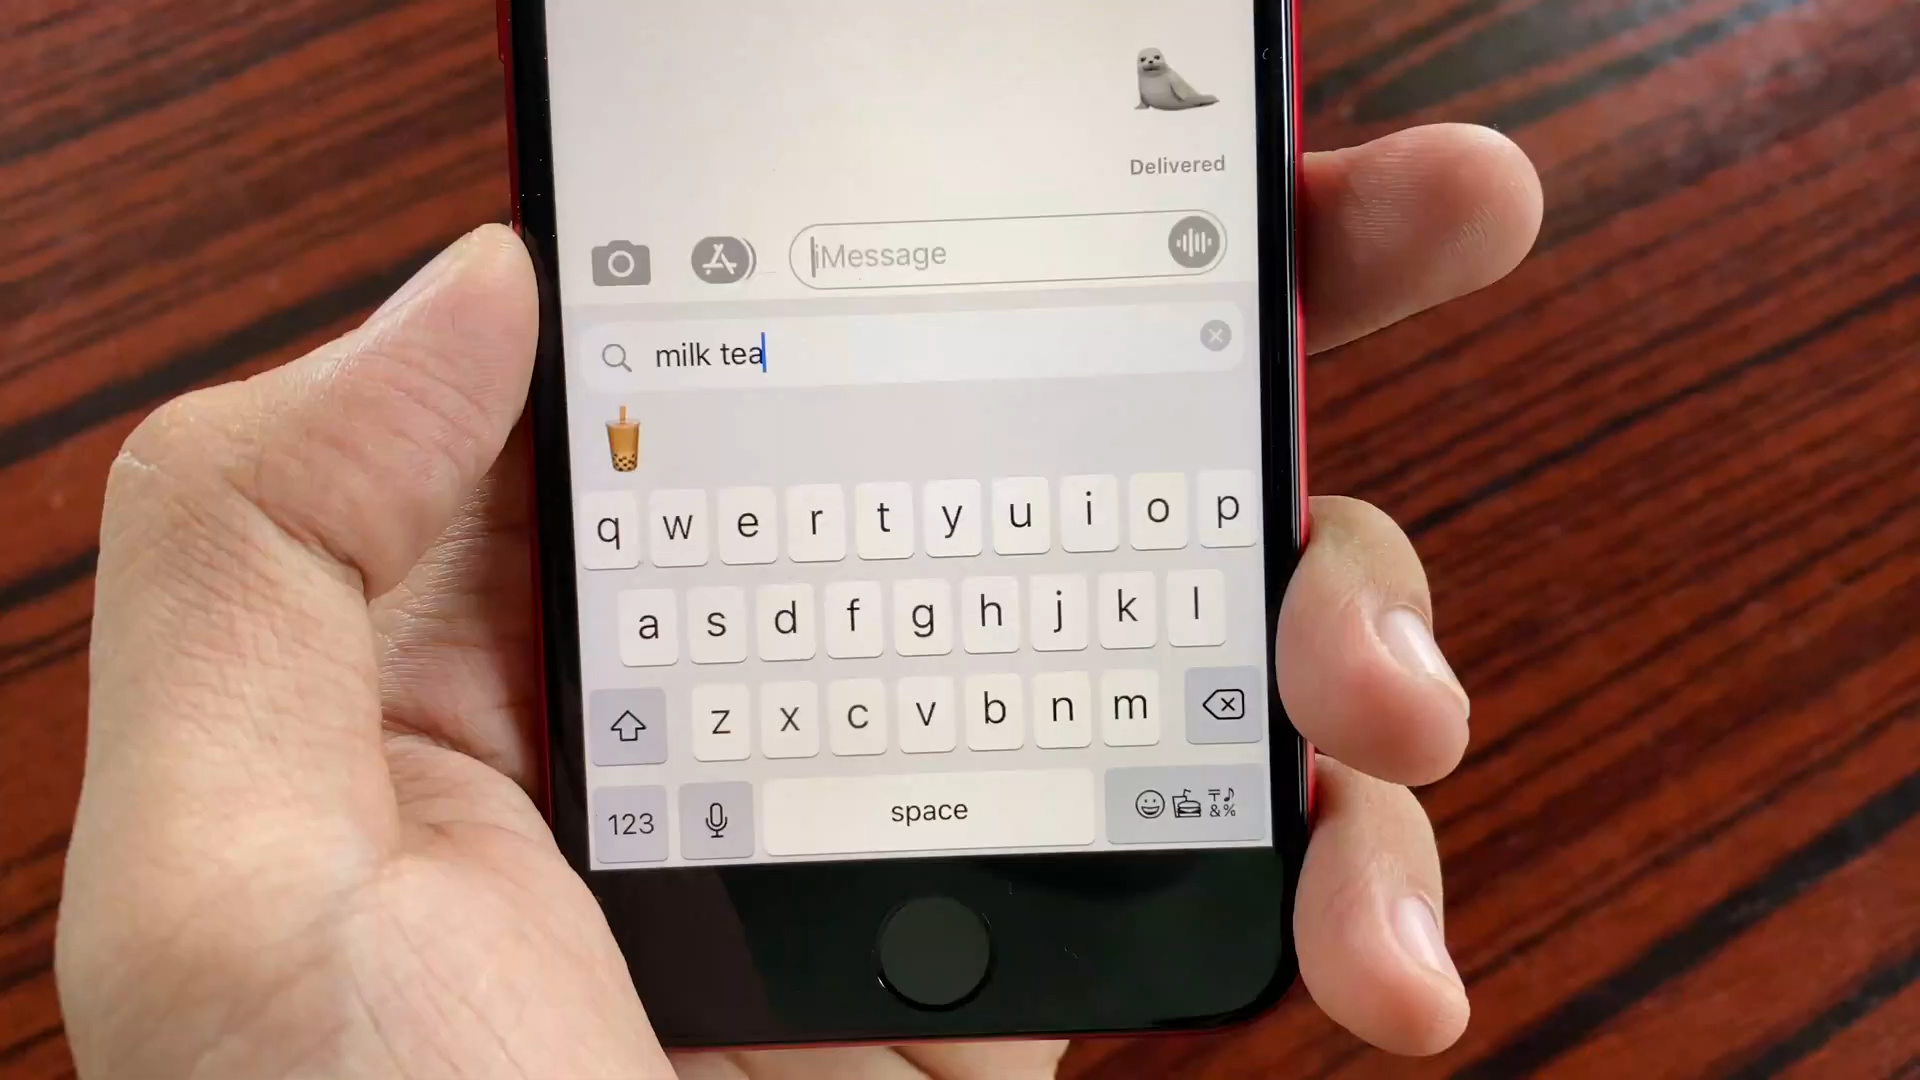 Delivered
iMessage
milk tea
q w e r t y u i o p
a s d f g h j k l
z x c v b n m
123 space 〒♪&%